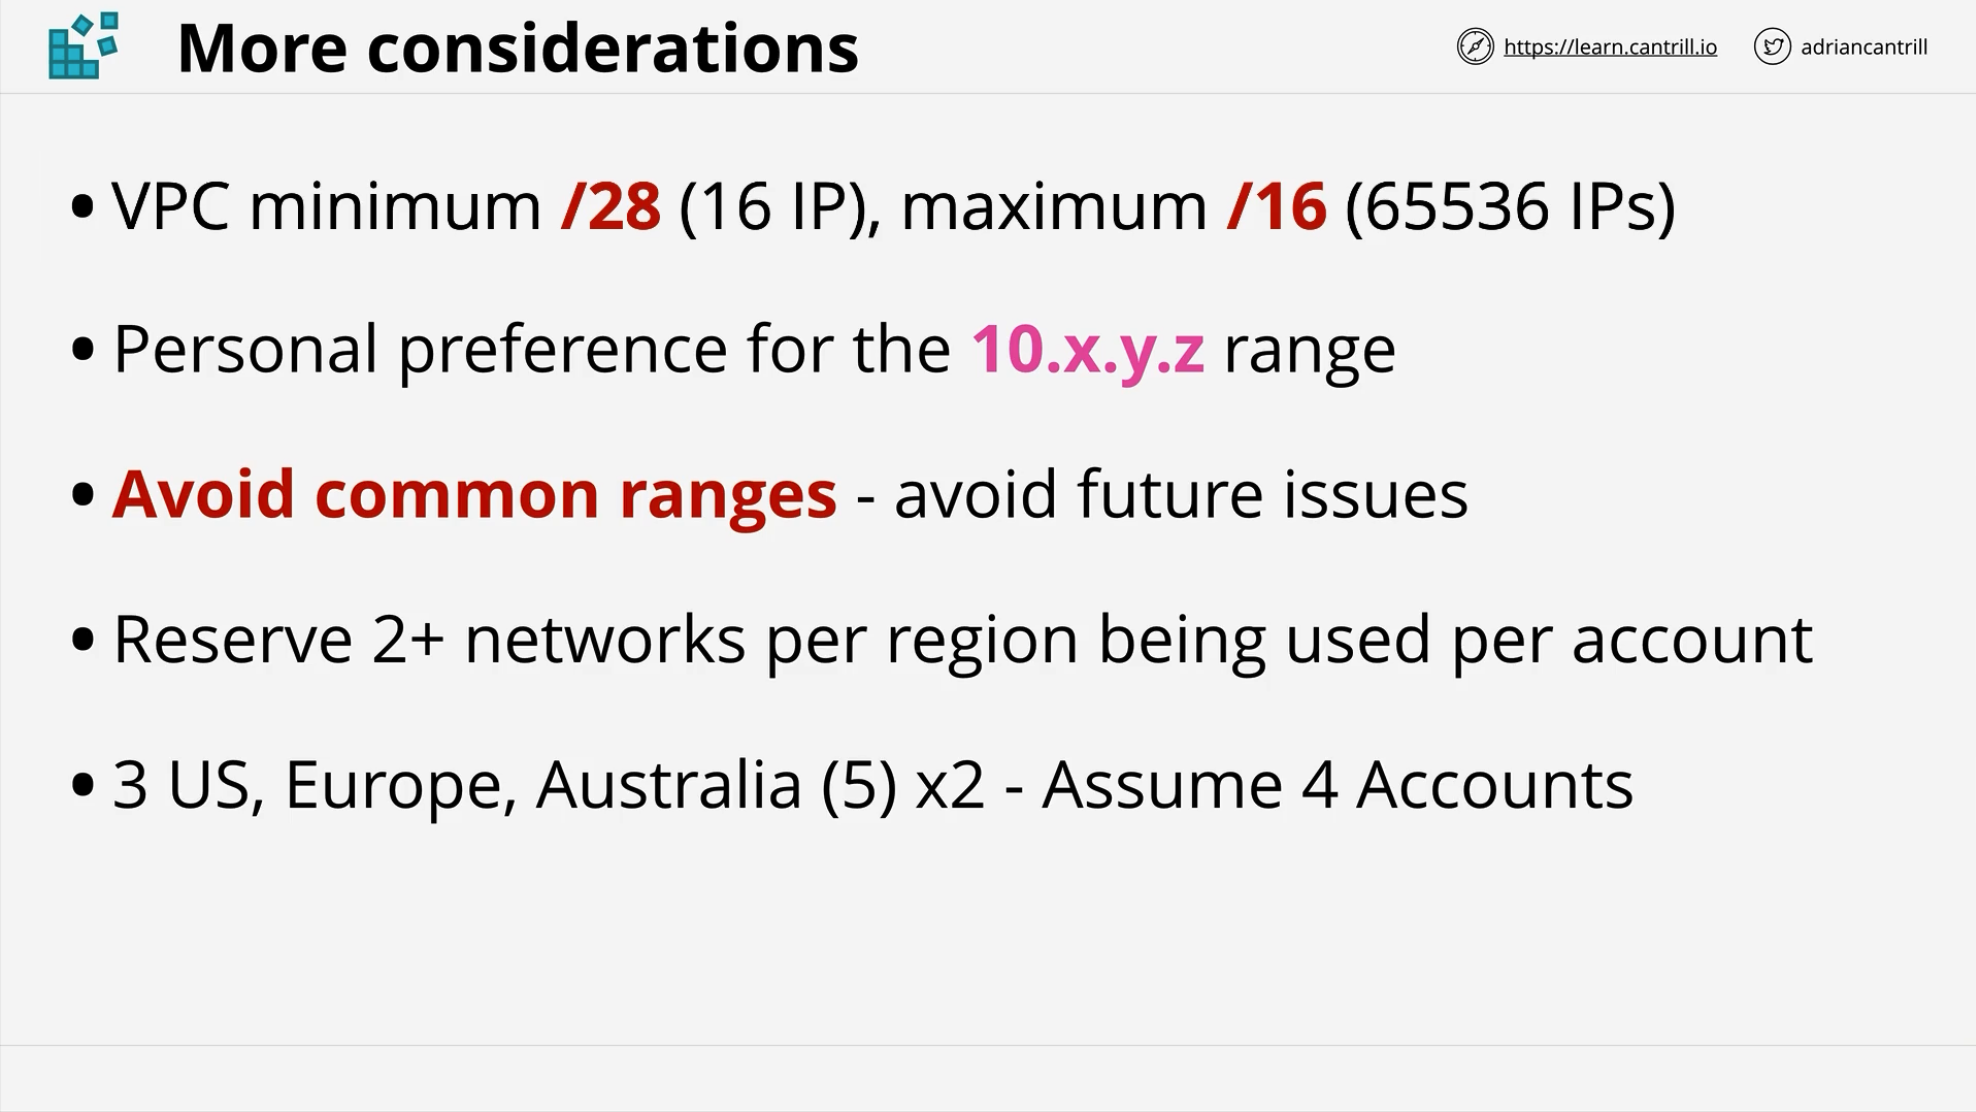 More considerations
https://learn.cantrill.io
adriancantrill
• VPC minimum /28 (16 IP), maximum /16 (65536 IPs)
• Personal preference for the 10.x.y.z range
• Avoid common ranges - avoid future issues
• Reserve 2+ networks per region being used per account
• 3 US, Europe, Australia (5) x2 - Assume 4 Accounts